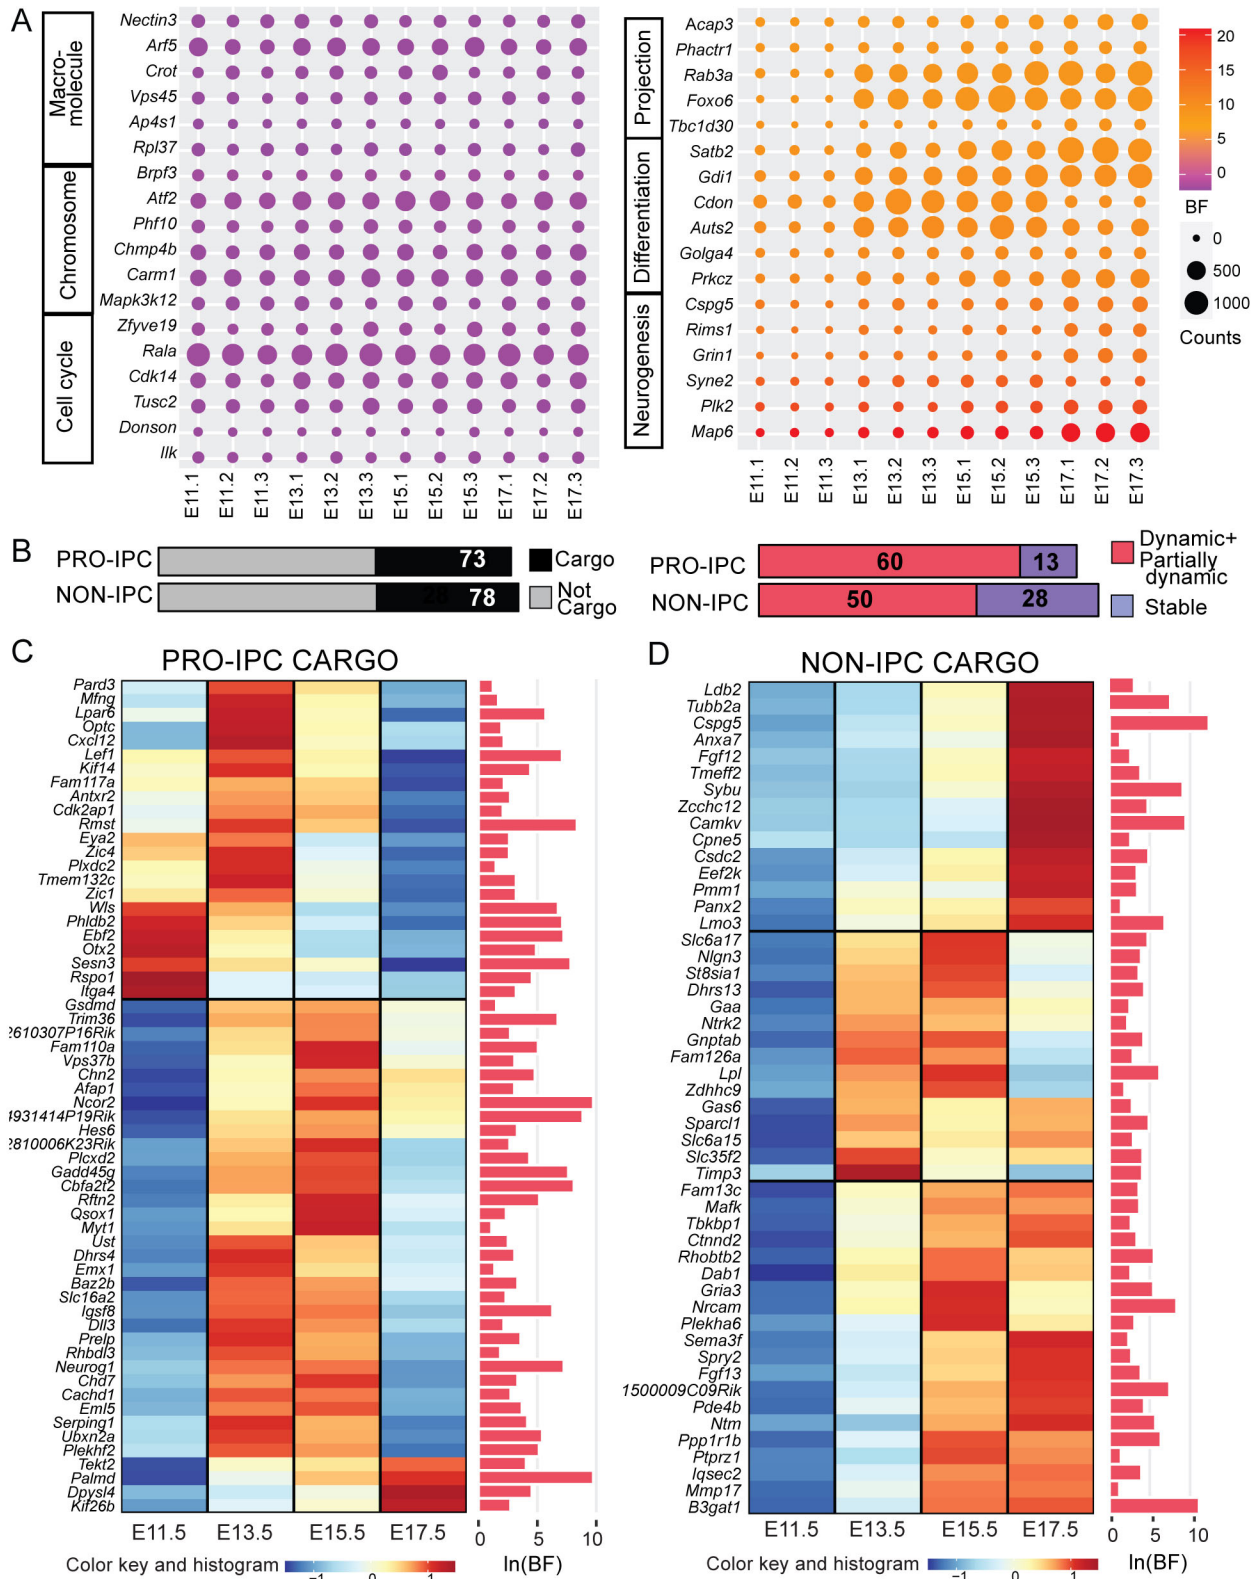 A
Macro-
molecule
Chromosome
Cell cycle
Nectin3
Arf5
Crot
Vps45
Ap4s1
Rpl37
Brpf3
Atf2
Phf10
Chmp4b
Carm1
Mapk3k12
Zfyve19
Rala
Cdk14
Tusc2
Donson
Ilk
E11.1
E11.2
E11.3
E13.1
E13.2
E13.3
E15.1
E15.2
E15.3
E17.1
E17.2
E17.3
Projection
Differentiation
Neurogenesis
Acap3
Phactr1
Rab3a
Foxo6
Tbc1d30
Satb2
Gdi1
Cdon
Auts2
Golga4
Prkcz
Cspg5
Rims1
Grin1
Syne2
Plk2
Map6
E11.1
E11.2
E11.3
E13.1
E13.2
E13.3
E15.1
E15.2
E15.3
E17.1
E17.2
E17.3
20
15
10
5
0
BF
0
500
1000
Counts
B
PRO-IPC 73
NON-IPC 28 78
Cargo
Not
Cargo
PRO-IPC 60 13
NON-IPC 50 28
Dynamic+
Partially
dynamic
Stable
C
PRO-IPC CARGO
Pard3
Mfng
Lpar6
Optc
Cxcl12
Lef1
Kif14
Fam117a
Antxr2
Cdk2ap1
Rmst
Eya2
Zic4
Plxdc2
Tmem132c
Zic1
Wls
Phldb2
Ebf2
Otx2
Sesn3
Rspo1
Itga4
Gsdmd
Trim36
2610307P16Rik
Fam110a
Vps37b
Chn2
Afap1
Ncor2
4931414P19Rik
Hes6
2810006K23Rik
Plcxd2
Gadd45g
Cbfa2t2
Rftn2
Qsox1
Myt1
Ust
Dhrs4
Emx1
Baz2b
Slc16a2
Igsf8
Dll3
Prelp
Rhbdl3
Neurog1
Chd7
Cachd1
Eml5
Serping1
Ubxn2a
Plekhf2
Tekt2
Palmd
Dpysl4
Kif26b
E11.5 E13.5 E15.5 E17.5
0 5 10
ln(BF)
Color key and histogram
−1 0 1
D
NON-IPC CARGO
Ldb2
Tubb2a
Cspg5
Anxa7
Fgf12
Tmeff2
Sybu
Zcchc12
Camkv
Cpne5
Csdc2
Eef2k
Pmm1
Panx2
Lmo3
Slc6a17
Nlgn3
St8sia1
Dhrs13
Gaa
Ntrk2
Gnptab
Fam126a
Lpl
Zdhhc9
Gas6
Sparcl1
Slc6a15
Slc35f2
Timp3
Fam13c
Mafk
Tbkbp1
Ctnnd2
Rhobtb2
Dab1
Gria3
Nrcam
Plekha6
Sema3f
Spry2
Fgf13
1500009C09Rik
Pde4b
Ntm
Ppp1r1b
Ptprz1
Iqsec2
Mmp17
B3gat1
E11.5 E13.5 E15.5 E17.5
0 5 10
ln(BF)
Color key and histogram
−1 0 1